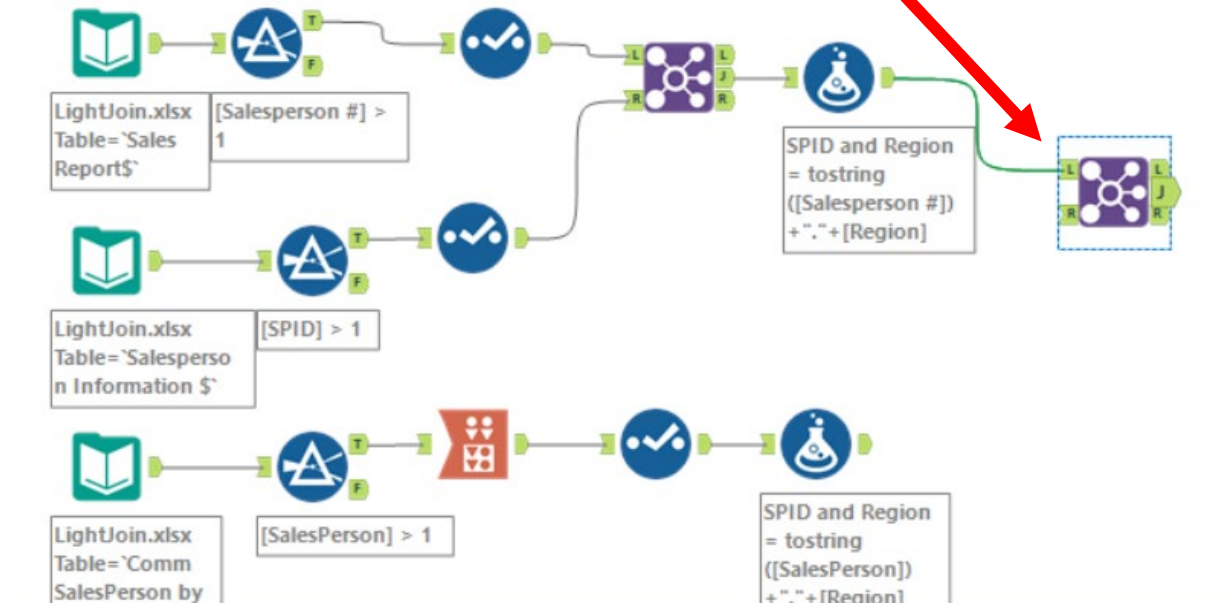 T
F
L
R
L
J
R
LightJoin.xlsx
Table=`Sales
Report$`
[Salesperson #] >
1
SPID and Region
= tostring
([Salesperson #])
+"."+[Region]
L
R
L
J
R
T
F
LightJoin.xlsx
Table=`Salesperso
n Information $`
[SPID] > 1
T
F
LightJoin.xlsx
Table=`Comm
SalesPerson by
[SalesPerson] > 1
SPID and Region
= tostring
([SalesPerson])
+"."+[Region]